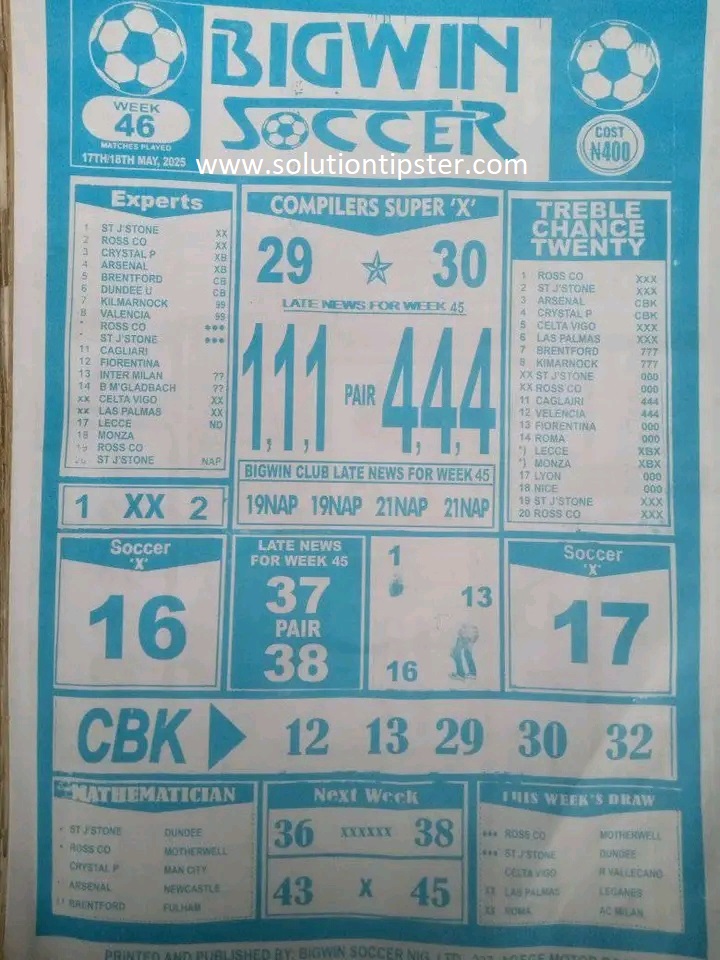 BIGWIN
SOCCER
WEEK
46
MATCHES PLAYED
17TH/18TH MAY, 2025
COST
N400
www.solutiontipster.com
Experts
1 ST J'STONE XX
2 ROSS CO XX
3 CRYSTAL P XB
4 ARSENAL XB
5 BRENTFORD CB
6 DUNDEE U CB
7 KILMARNOCK 99
8 VALENCIA 99
* ROSS CO ***
* ST J'STONE ***
11 CAGLIARI
12 FIORENTINA
13 INTER MILAN ??
14 B M'GLADBACH ??
XX CELTA VIGO XX
XX LAS PALMAS XX
17 LECCE ND
18 MONZA
19 ROSS CO
20 ST J'STONE NAP
1 XX 2
COMPILERS SUPER 'X'
29 30
LATE NEWS FOR WEEK 45
1,1,1 PAIR 4,4,4
BIGWIN CLUB LATE NEWS FOR WEEK 45
19NAP 19NAP 21NAP 21NAP
TREBLE
CHANCE
TWENTY
1 ROSS CO XXX
2 ST J'STONE XXX
3 ARSENAL CBK
4 CRYSTAL P CBK
5 CELTA VIGO XXX
6 LAS PALMAS XXX
7 BRENTFORD 777
8 KIMARNOCK 777
XX ST J'STONE 000
XX ROSS CO 000
11 CAGLAIRI 444
12 VELENCIA 444
13 FIORENTINA 000
14 ROMA 000
*) LECCE XBX
*) MONZA XBX
17 LYON 000
18 NICE 000
19 ST J'STONE XXX
20 ROSS CO XXX
Soccer
'X'
16
LATE NEWS
FOR WEEK 45
37
PAIR
38
1
13
16
Soccer
'X'
17
CBK 12 13 29 30 32
MATHEMATICIAN
* ST J'STONE DUNDEE
* ROSS CO MOTHERWELL
CRYSTAL P MAN CITY
ARSENAL NEWCASTLE
BRENTFORD FULHAM
Next Week
36 XXXXXX 38
43 X 45
THIS WEEK'S DRAW
*** ROSS CO MOTHERWELL
*** ST J'STONE DUNDEE
CELTA VIGO R VALLECANO
XX LAS PALMAS LEGANES
XX ROMA AC MILAN
PRINTED AND PUBLISHED BY: BIGWIN SOCCER NIG. LTD.